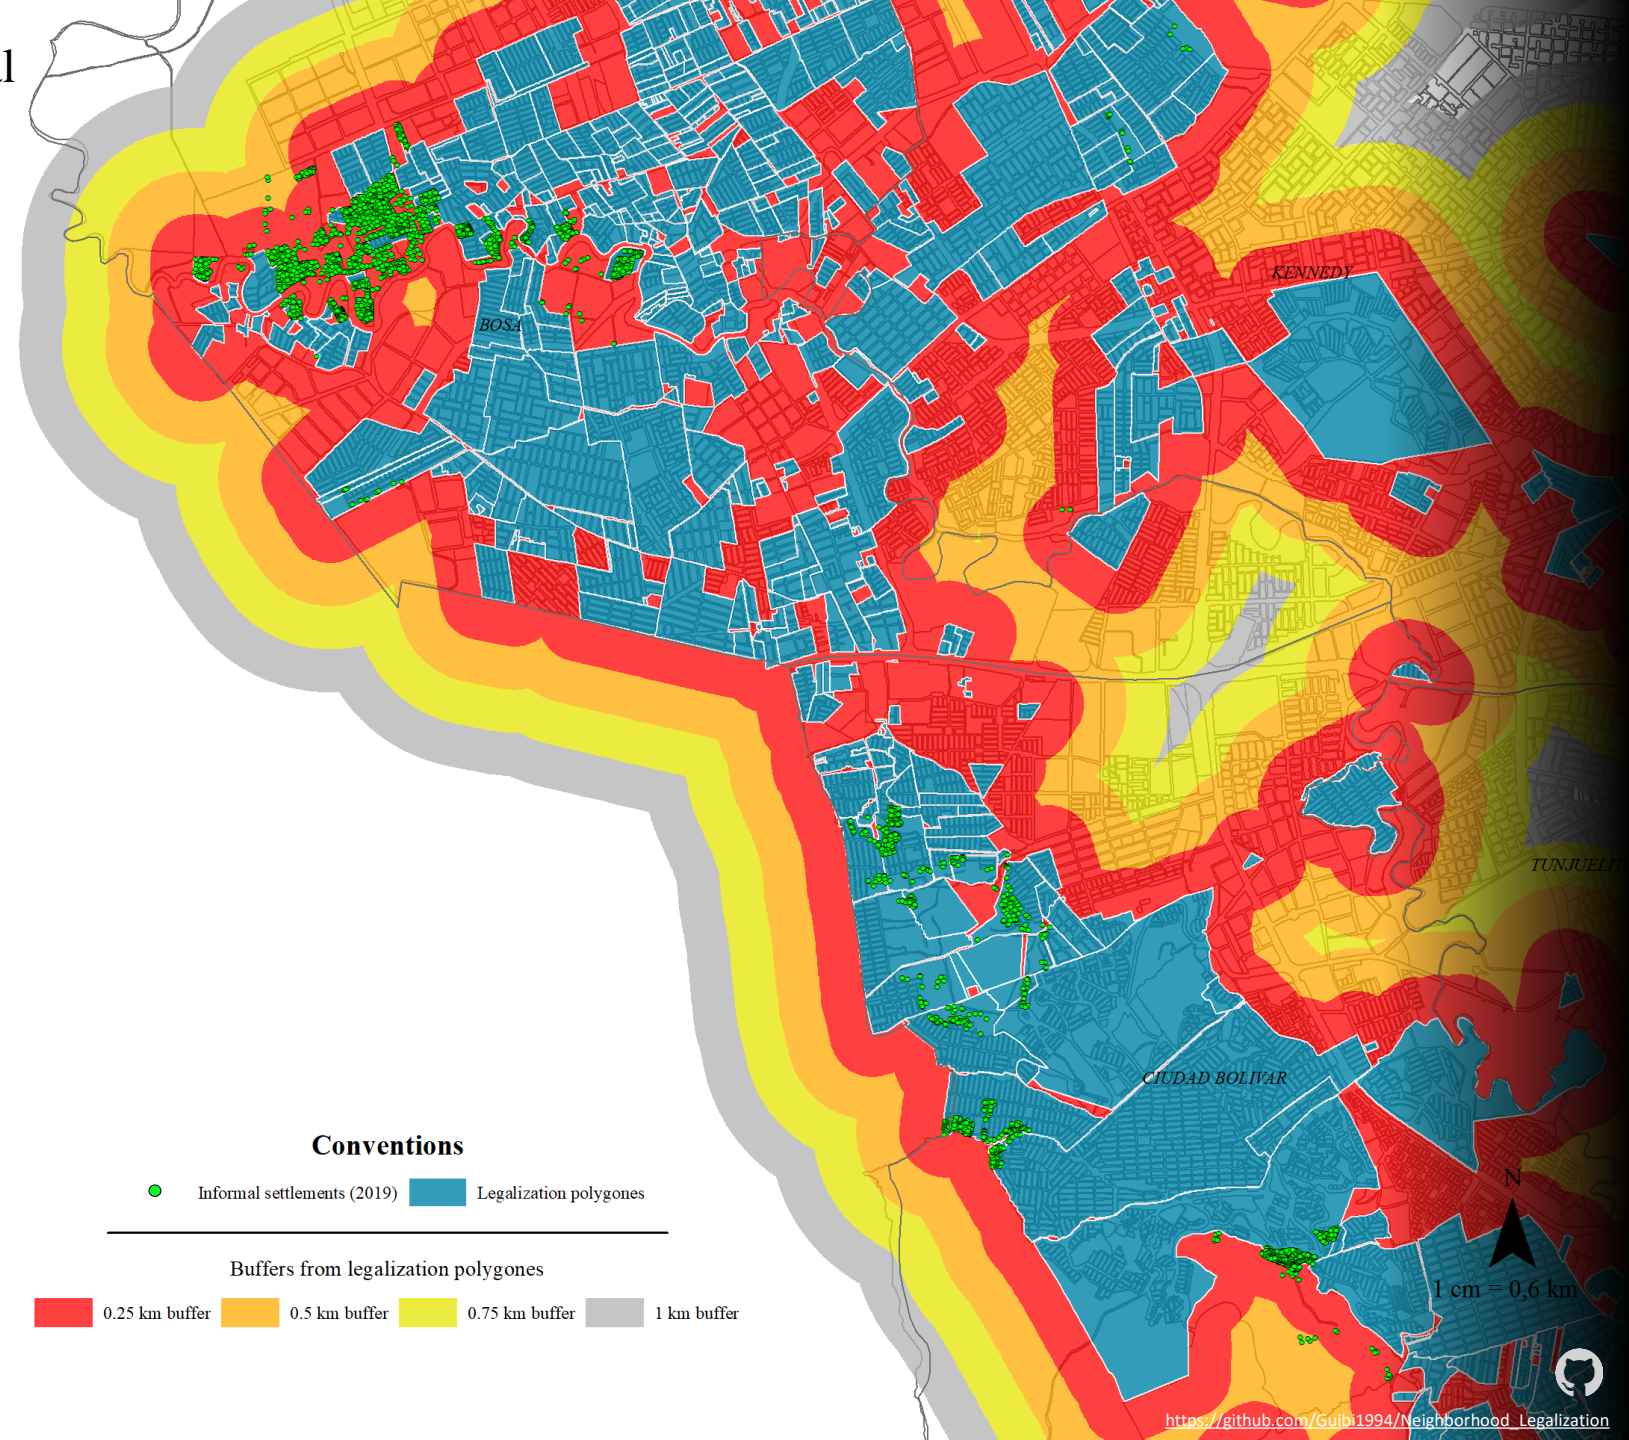 KENNEDY
BOSA
TUNJUELIT
CIUDAD BOLIVAR
Conventions
Informal settlements (2019)
Legalization polygones
Buffers from legalization polygones
0.25 km buffer
0.5 km buffer
0.75 km buffer
1 km buffer
N
1 cm = 0,6 km
https://github.com/Guibi1994/Neighborhood_Legalization